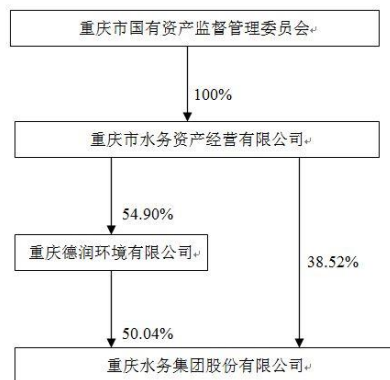 重庆市国有资产监督管理委员会
100%
重庆市水务资产经营有限公司
54.90%
重庆德润环境有限公司
38.52%
50.04%
重庆水务集团股份有限公司